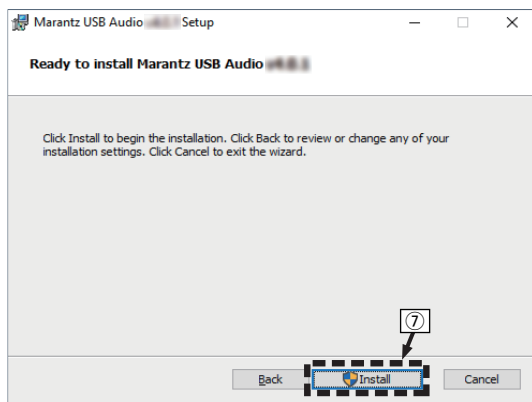 Marantz USB Audio Setup
Ready to install Marantz USB Audio
Click Install to begin the installation. Click Back to review or change any of your
installation settings. Click Cancel to exit the wizard.
⑦
Back Install Cancel